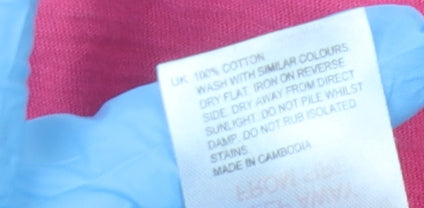 UK 100% COTTON
WASH WITH SIMILAR COLOURS.
DRY FLAT. IRON ON REVERSE
SIDE. DRY AWAY FROM DIRECT
SUNLIGHT. DO NOT PILE WHILST
DAMP. DO NOT RUB ISOLATED
STAINS.
MADE IN CAMBODIA